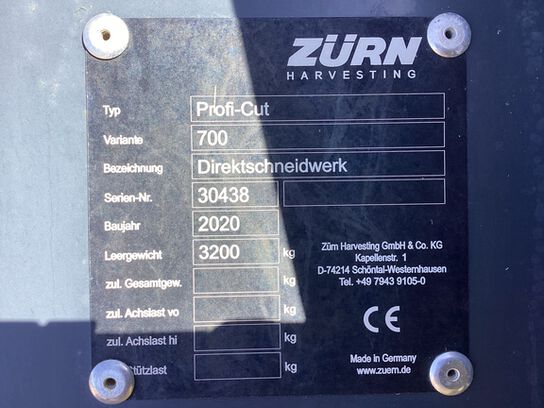 ZÜRN
HARVESTING
Typ Profi-Cut
Variante 700
Bezeichnung Direktschneidwerk
Serien-Nr. 30438
Baujahr 2020
Leergewicht 3200 kg
zul. Gesamtgew. kg
zul. Achslast vo kg
zul. Achslast hi kg
Stützlast kg
Zürn Harvesting GmbH & Co. KG
Kapellenstr. 1
D-74214 Schöntal-Westernhausen
Tel. +49 7943 9105-0
CE
Made in Germany
www.zuern.de